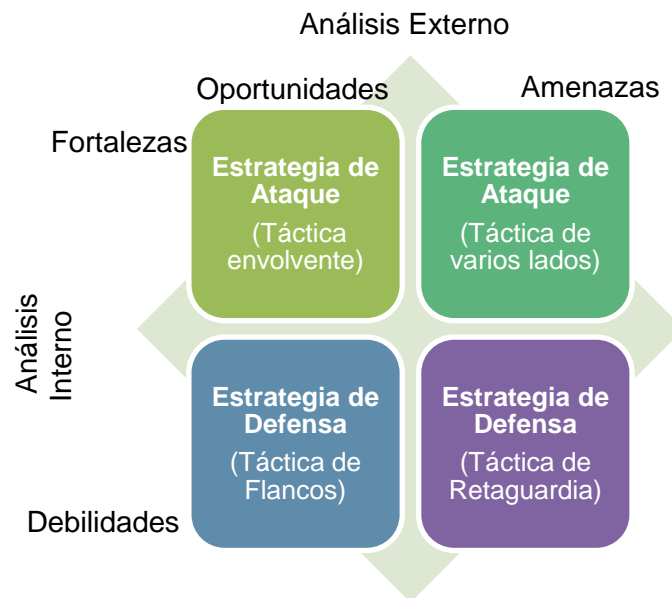 Análisis Externo
Oportunidades
Amenazas
Fortalezas
Estrategia de
Ataque
(Táctica
envolvente)
Estrategia de
Ataque
(Táctica de
varios lados)
Análisis
Interno
Estrategia de
Defensa
(Táctica de
Flancos)
Estrategia de
Defensa
(Táctica de
Retaguardia)
Debilidades